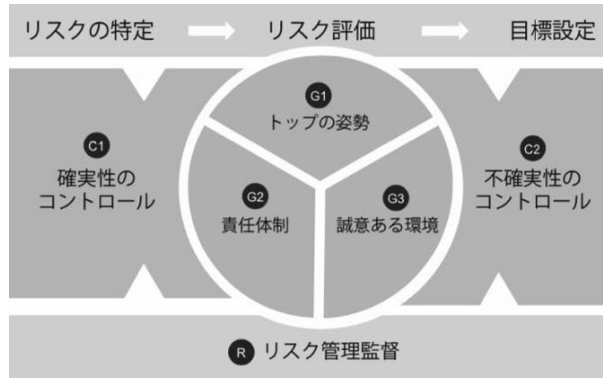 リスクの特定 → リスク評価 → 目標設定
G1
トップの姿勢
C1
確実性の
コントロール
G2
責任体制
G3
誠意ある環境
C2
不確実性の
コントロール
R リスク管理監督